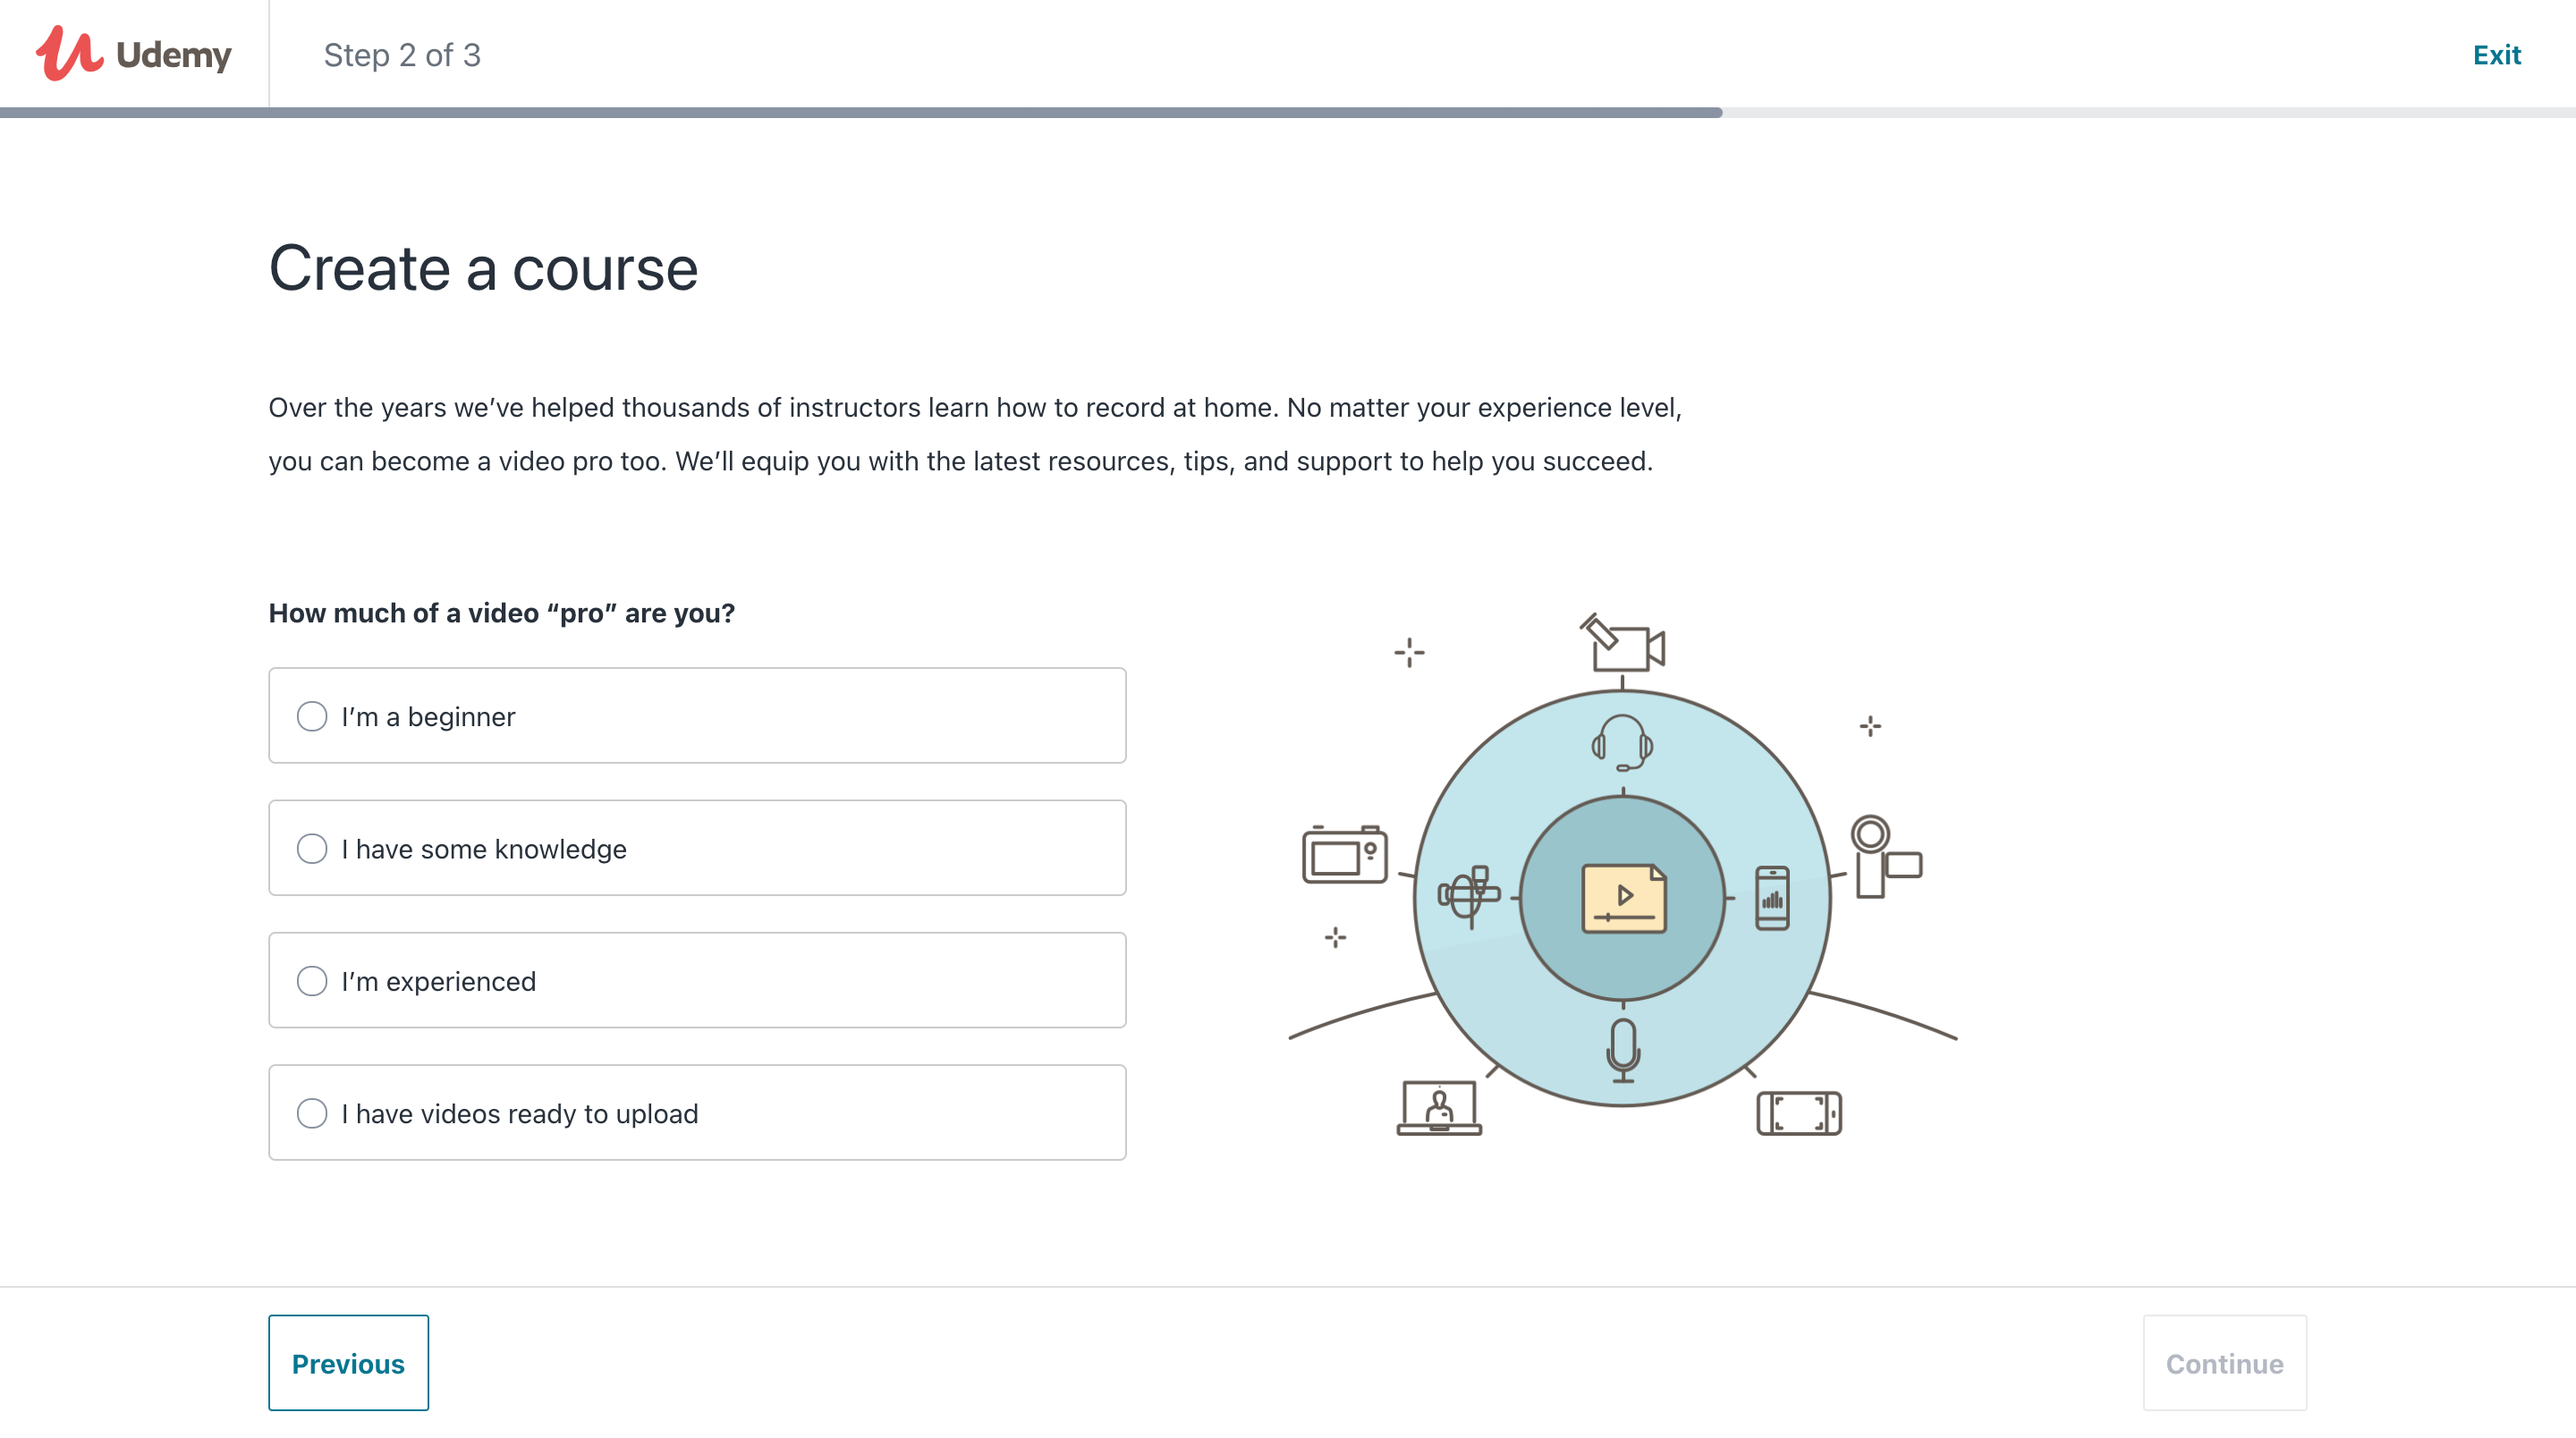 Udemy
Step 2 of 3
Exit
Create a course
Over the years we’ve helped thousands of instructors learn how to record at home. No matter your experience level,
you can become a video pro too. We’ll equip you with the latest resources, tips, and support to help you succeed.
How much of a video “pro” are you?
I’m a beginner
I have some knowledge
I’m experienced
I have videos ready to upload
Previous
Continue